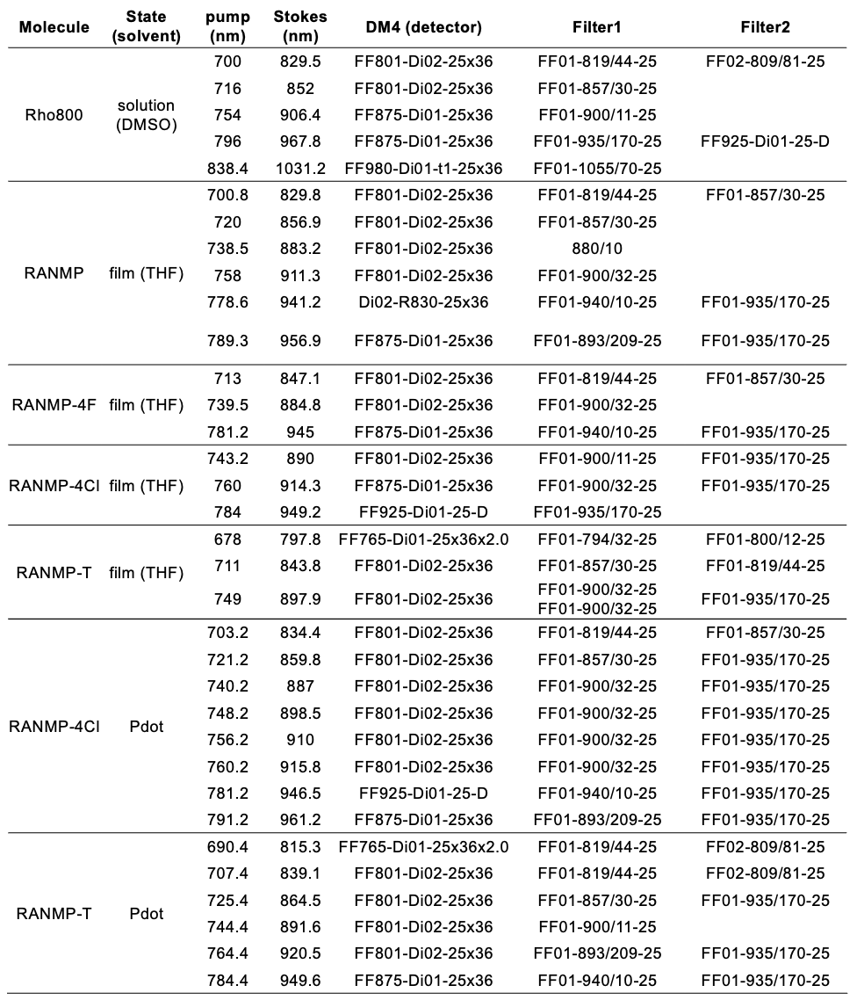 Molecule State (solvent) pump (nm) Stokes (nm) DM4 (detector) Filter1 Filter2
Rho800 solution (DMSO) 700 829.5 FF801-Di02-25x36 FF01-819/44-25 FF02-809/81-25
716 852 FF801-Di02-25x36 FF01-857/30-25
754 906.4 FF875-Di01-25x36 FF01-900/11-25
796 967.8 FF875-Di01-25x36 FF01-935/170-25 FF925-Di01-25-D
838.4 1031.2 FF980-Di01-t1-25x36 FF01-1055/70-25
RANMP film (THF) 700.8 829.8 FF801-Di02-25x36 FF01-819/44-25 FF01-857/30-25
720 856.9 FF801-Di02-25x36 FF01-857/30-25
738.5 883.2 FF801-Di02-25x36 880/10
758 911.3 FF801-Di02-25x36 FF01-900/32-25
778.6 941.2 Di02-R830-25x36 FF01-940/10-25 FF01-935/170-25
789.3 956.9 FF875-Di01-25x36 FF01-893/209-25 FF01-935/170-25
RANMP-4F film (THF) 713 847.1 FF801-Di02-25x36 FF01-819/44-25 FF01-857/30-25
739.5 884.8 FF801-Di02-25x36 FF01-900/32-25
781.2 945 FF875-Di01-25x36 FF01-940/10-25 FF01-935/170-25
RANMP-4Cl film (THF) 743.2 890 FF801-Di02-25x36 FF01-900/11-25 FF01-935/170-25
760 914.3 FF875-Di01-25x36 FF01-900/32-25 FF01-935/170-25
784 949.2 FF925-Di01-25-D FF01-935/170-25
RANMP-T film (THF) 678 797.8 FF765-Di01-25x36x2.0 FF01-794/32-25 FF01-800/12-25
711 843.8 FF801-Di02-25x36 FF01-857/30-25 FF01-819/44-25
749 897.9 FF801-Di02-25x36 FF01-900/32-25 FF01-900/32-25 FF01-935/170-25
RANMP-4Cl Pdot 703.2 834.4 FF801-Di02-25x36 FF01-819/44-25 FF01-857/30-25
721.2 859.8 FF801-Di02-25x36 FF01-857/30-25 FF01-935/170-25
740.2 887 FF801-Di02-25x36 FF01-900/32-25 FF01-935/170-25
748.2 898.5 FF801-Di02-25x36 FF01-900/32-25 FF01-935/170-25
756.2 910 FF801-Di02-25x36 FF01-900/32-25 FF01-935/170-25
760.2 915.8 FF801-Di02-25x36 FF01-900/32-25 FF01-935/170-25
781.2 946.5 FF925-Di01-25-D FF01-940/10-25 FF01-935/170-25
791.2 961.2 FF875-Di01-25x36 FF01-893/209-25 FF01-935/170-25
RANMP-T Pdot 690.4 815.3 FF765-Di01-25x36x2.0 FF01-819/44-25 FF02-809/81-25
707.4 839.1 FF801-Di02-25x36 FF01-819/44-25 FF02-809/81-25
725.4 864.5 FF801-Di02-25x36 FF01-857/30-25 FF01-935/170-25
744.4 891.6 FF801-Di02-25x36 FF01-900/11-25
764.4 920.5 FF801-Di02-25x36 FF01-893/209-25 FF01-935/170-25
784.4 949.6 FF875-Di01-25x36 FF01-940/10-25 FF01-935/170-25